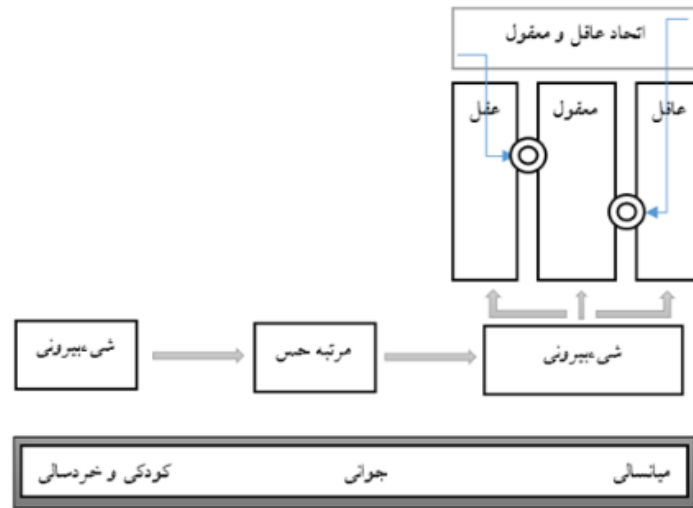 اتحاد عاقل و معقول
عاقل
معقول
عقل
شیءبیرونی
مرتبه حس
شیءبیرونی
میانسالی
جوانی
کودکی و خردسالی